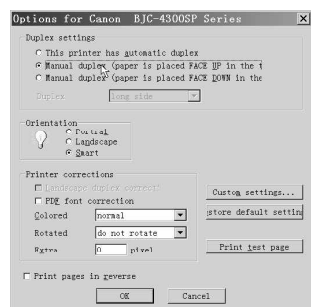 Options for Canon BJC-4300SP Series
Duplex settings
This printer has automatic duplex
Manual duplex (paper is placed FACE UP in the
Manual duplex (paper is placed FACE DOWN in the
Duplex long side
Orientation
Portrait
Landscape
Smart
Printer corrections
Landscape duplex correct
PDF font correction
Colored normal
Rotated do not rotate
Extra 0 pixel
Custom settings...
store default settin
Print test page
Print pages in reverse
OK Cancel